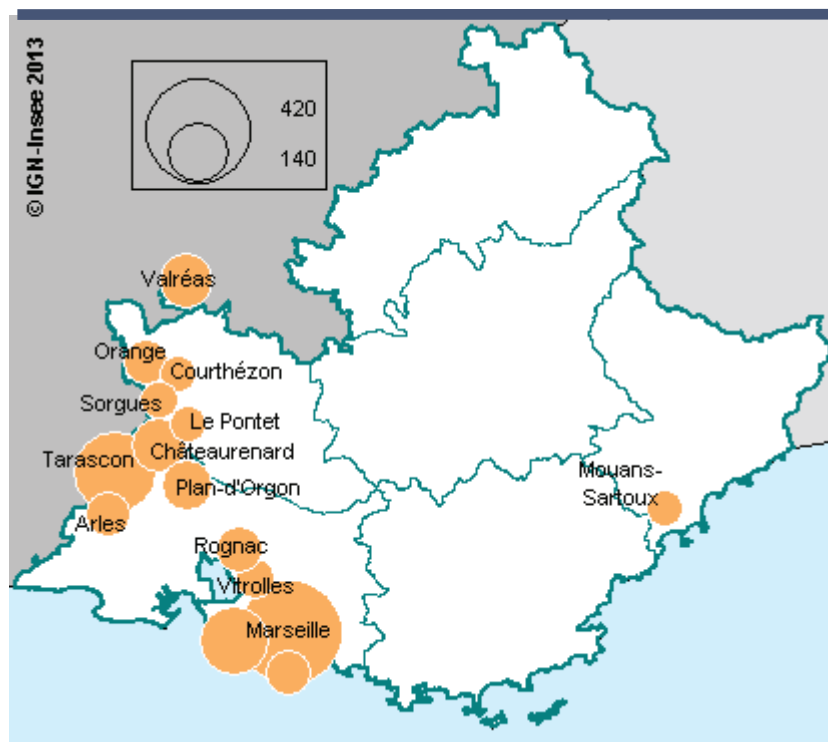 © IGN-Insee 2013
420
140
Valréas
Orange
Courthézon
Sorgues
Le Pontet
Châteaurenard
Tarascon
Plan-d'Orgon
Arles
Mouans-
Sartoux
Rognac
Vitrolles
Marseille